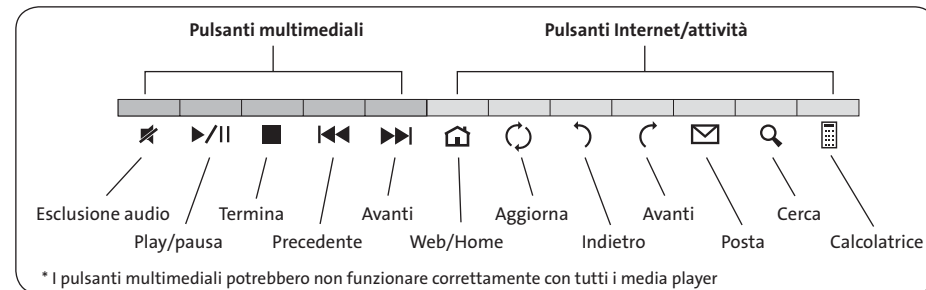 Pulsanti multimediali
Pulsanti Internet/attività
Esclusione audio
Termina
Avanti
Aggiorna
Avanti
Cerca
Play/pausa
Precedente
Web/Home
Indietro
Posta
Calcolatrice
* I pulsanti multimediali potrebbero non funzionare correttamente con tutti i media player